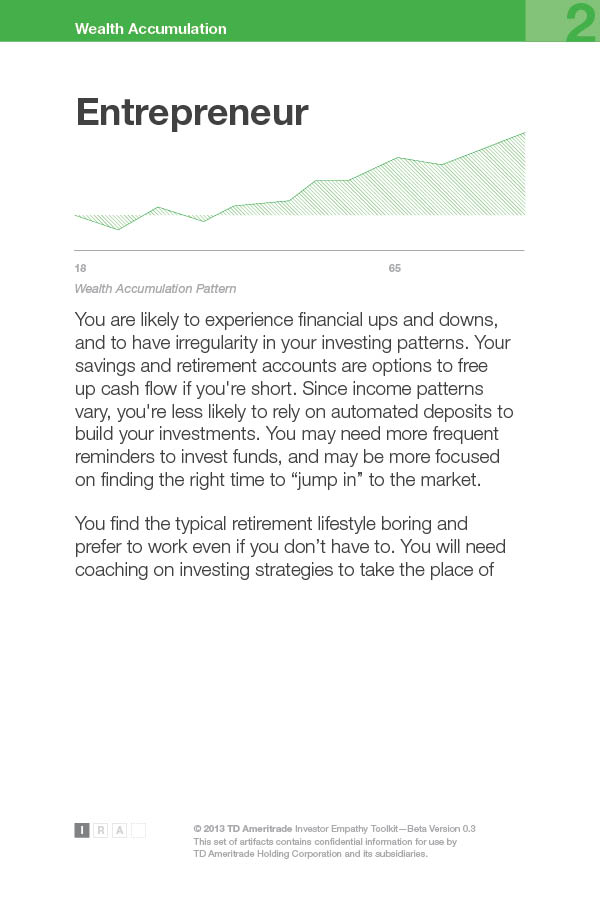 Wealth Accumulation
2
Entrepreneur
18 65
Wealth Accumulation Pattern
You are likely to experience financial ups and downs,
and to have irregularity in your investing patterns. Your
savings and retirement accounts are options to free
up cash flow if you're short. Since income patterns
vary, you're less likely to rely on automated deposits to
build your investments. You may need more frequent
reminders to invest funds, and may be more focused
on finding the right time to “jump in” to the market.
You find the typical retirement lifestyle boring and
prefer to work even if you don’t have to. You will need
coaching on investing strategies to take the place of
I R A
© 2013 TD Ameritrade Investor Empathy Toolkit—Beta Version 0.3
This set of artifacts contains confidential information for use by
TD Ameritrade Holding Corporation and its subsidiaries.